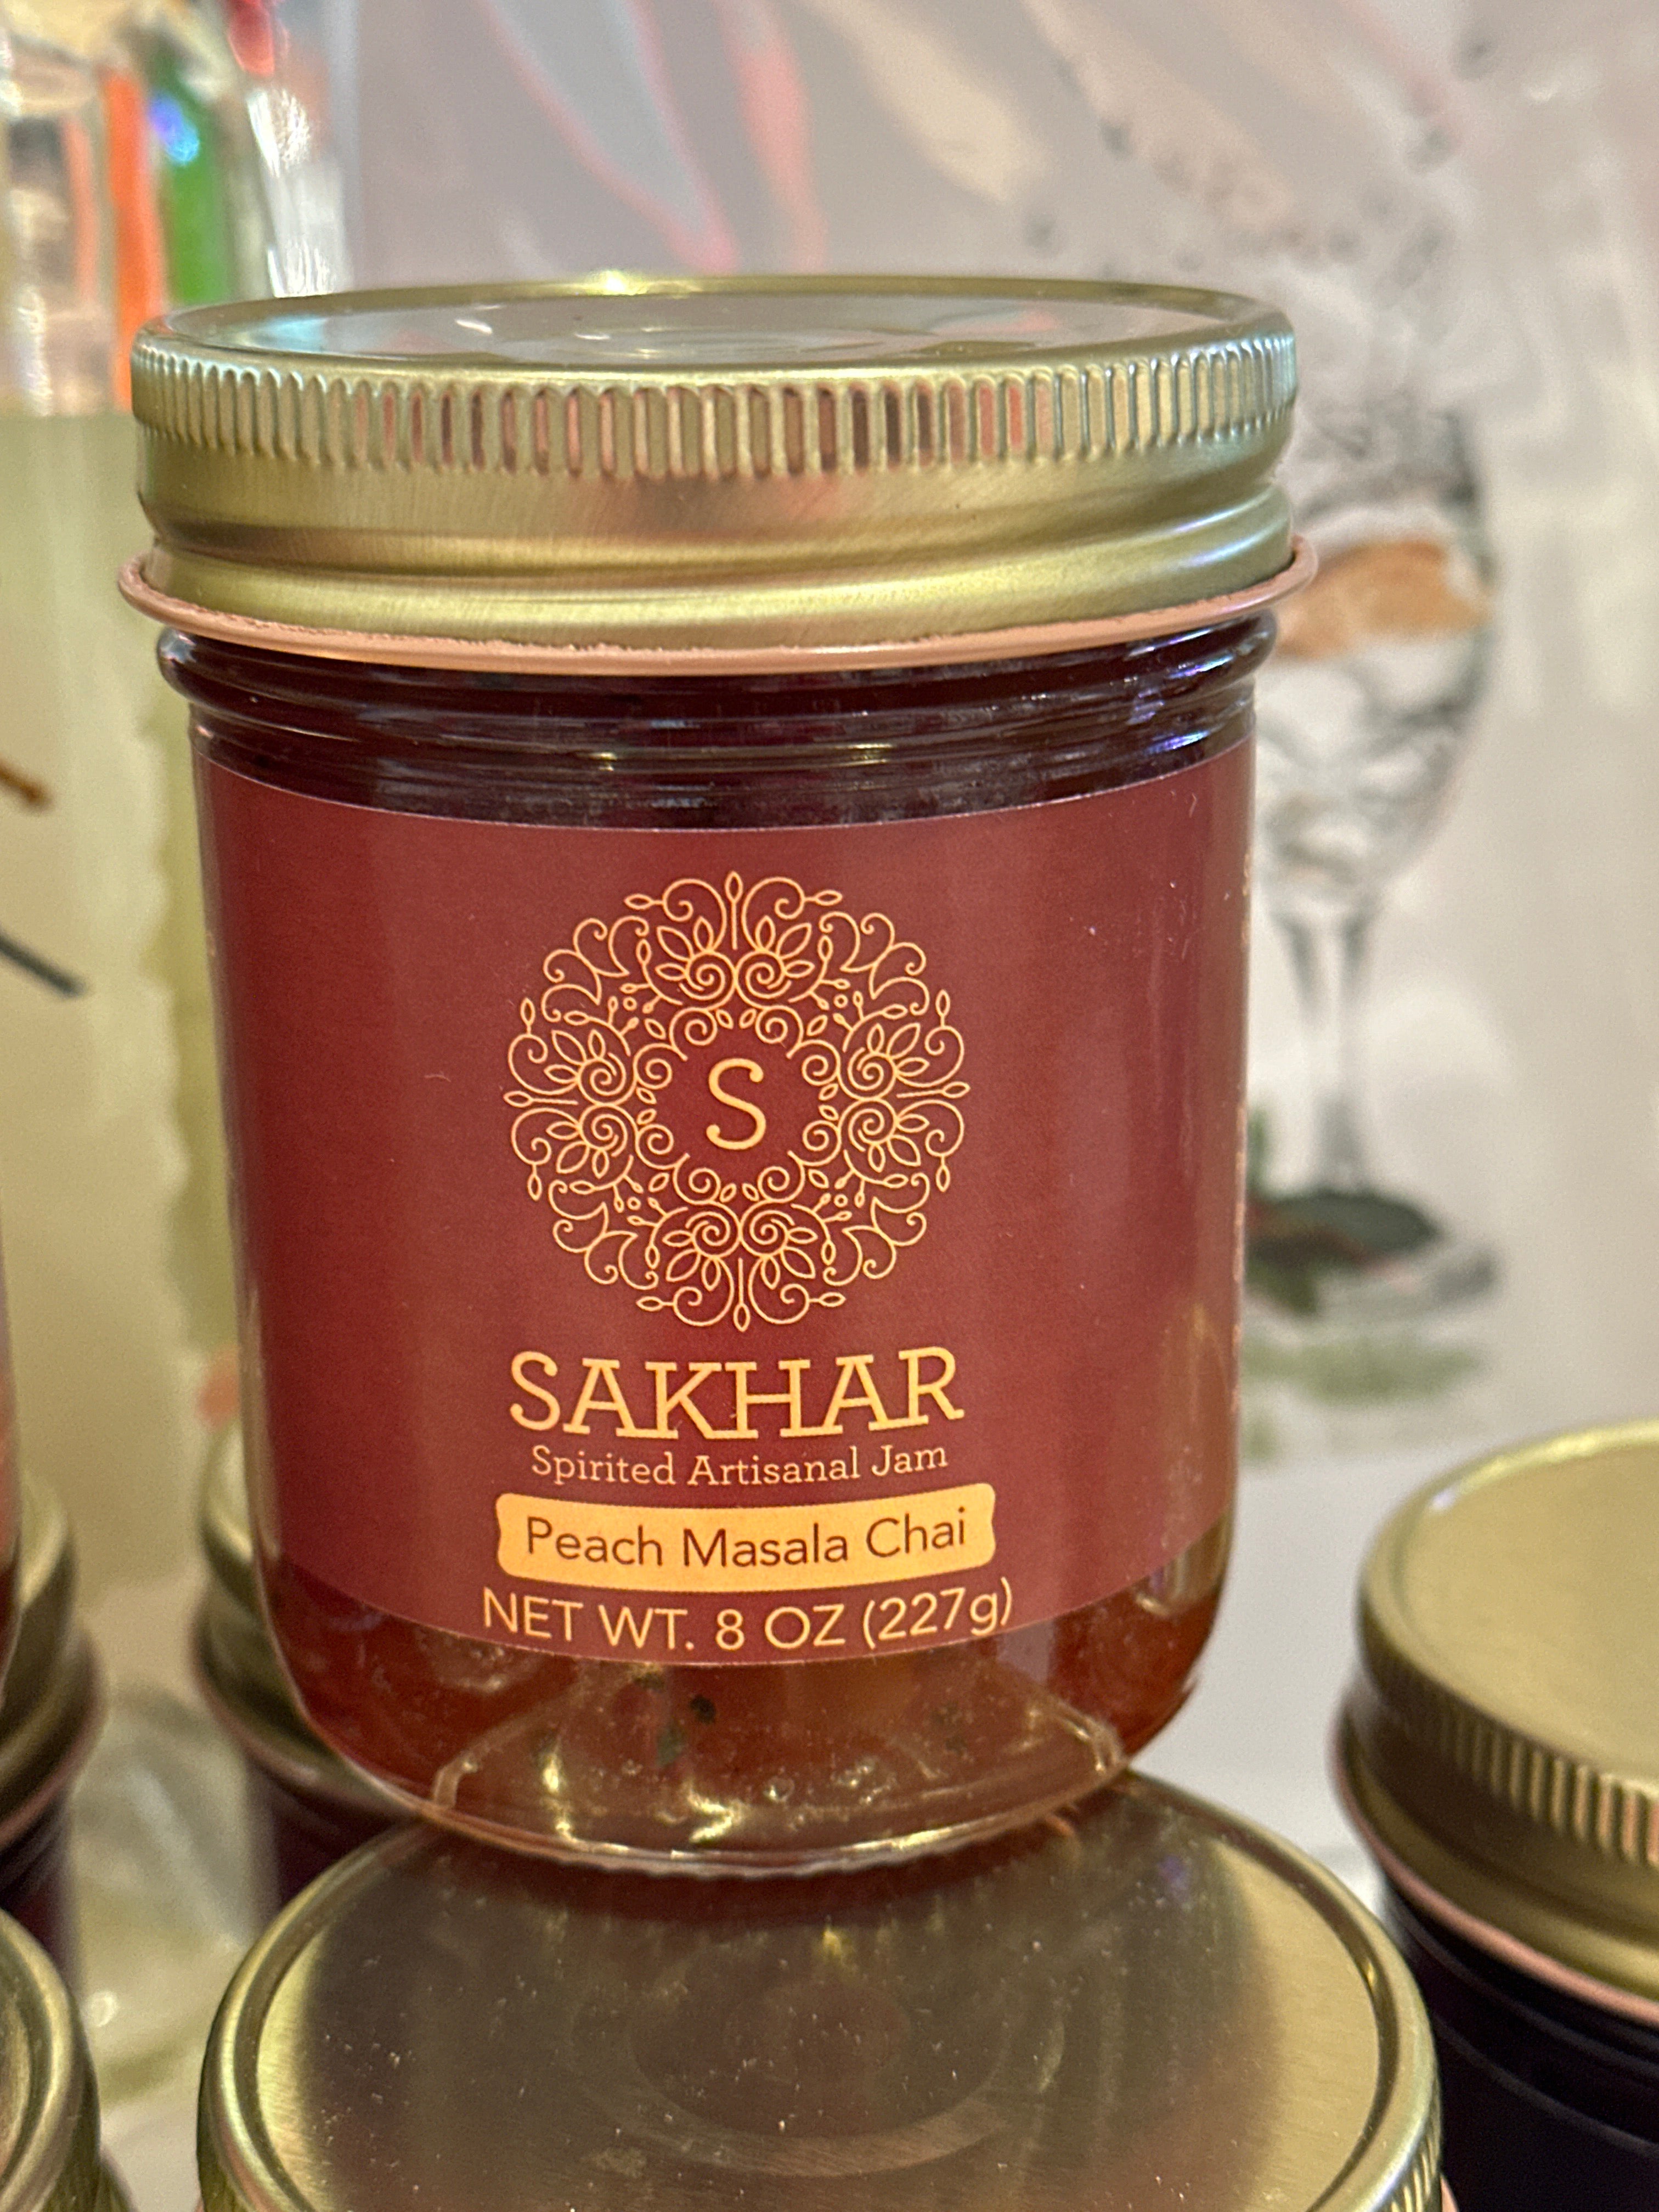 S
SAKHAR
Spirited Artisanal Jam
Peach Masala Chai
NET WT. 8 OZ (227g)